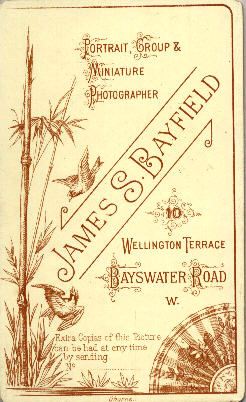 PORTRAIT, GROUP &
MINIATURE
PHOTOGRAPHER
JAMES S. BAYFIELD
10
WELLINGTON TERRACE
BAYSWATER ROAD
W.
Extra Copies of this Picture
can be had at any time
by sending
No